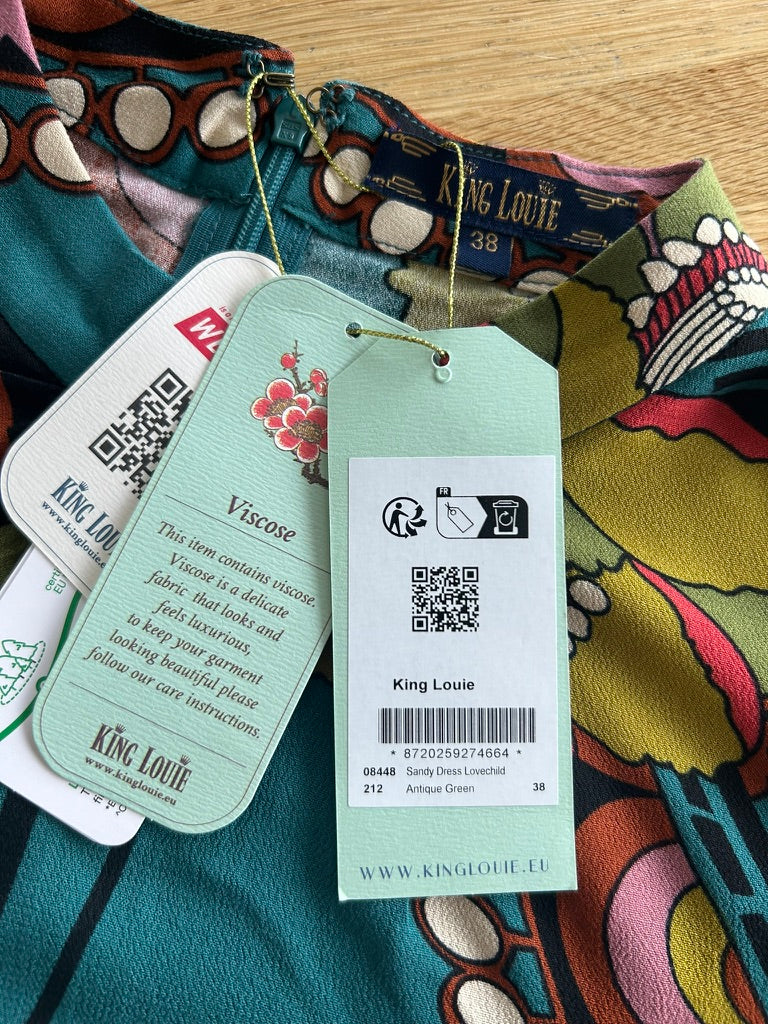 KING LOUIE
38
Viscose
This item contains viscose.
Viscose is a delicate
fabric that looks and
feels luxurious,
to keep your garment
looking beautiful please
follow our care instructions.
KING LOUIE
www.kinglouie.eu
FR
King Louie
* 8720259274664 *
08448 Sandy Dress Lovechild
212 Antique Green 38
WWW.KINGLOUIE.EU
KING LOU
www.kinglouie
EU